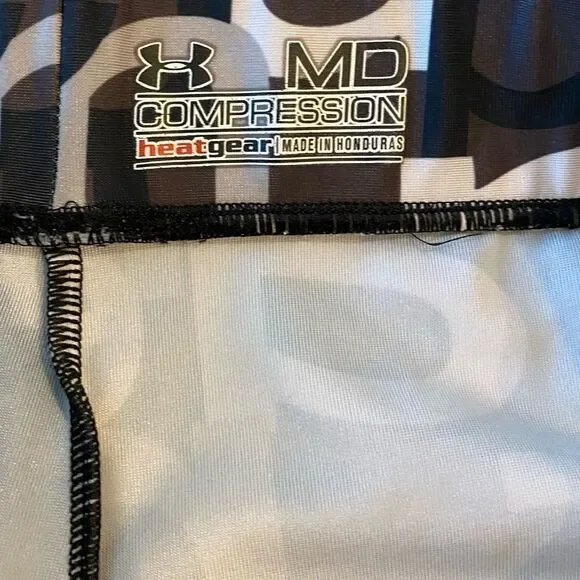 MD
COMPRESSION
heatgear | MADE IN HONDURAS